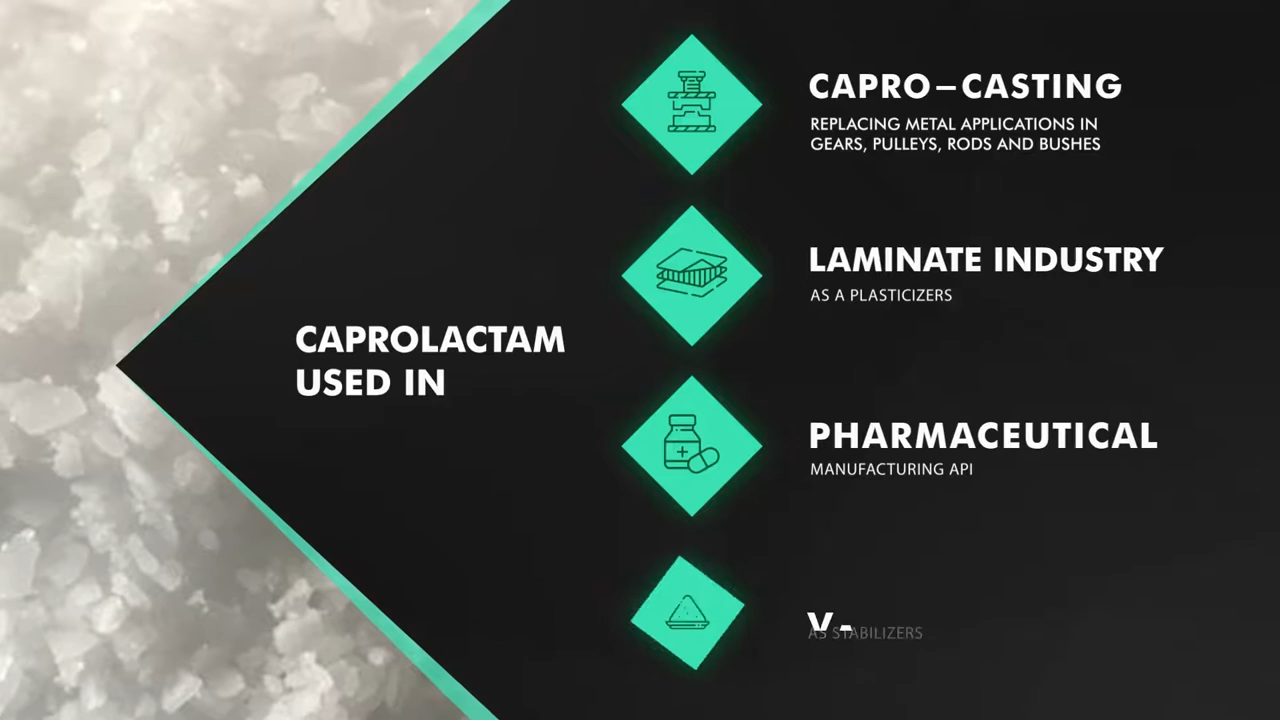 CAPROLACTAM
USED IN
CAPRO–CASTING
REPLACING METAL APPLICATIONS IN
GEARS, PULLEYS, RODS AND BUSHES
LAMINATE INDUSTRY
AS A PLASTICIZERS
PHARMACEUTICAL
MANUFACTURING API
AS STABILIZERS